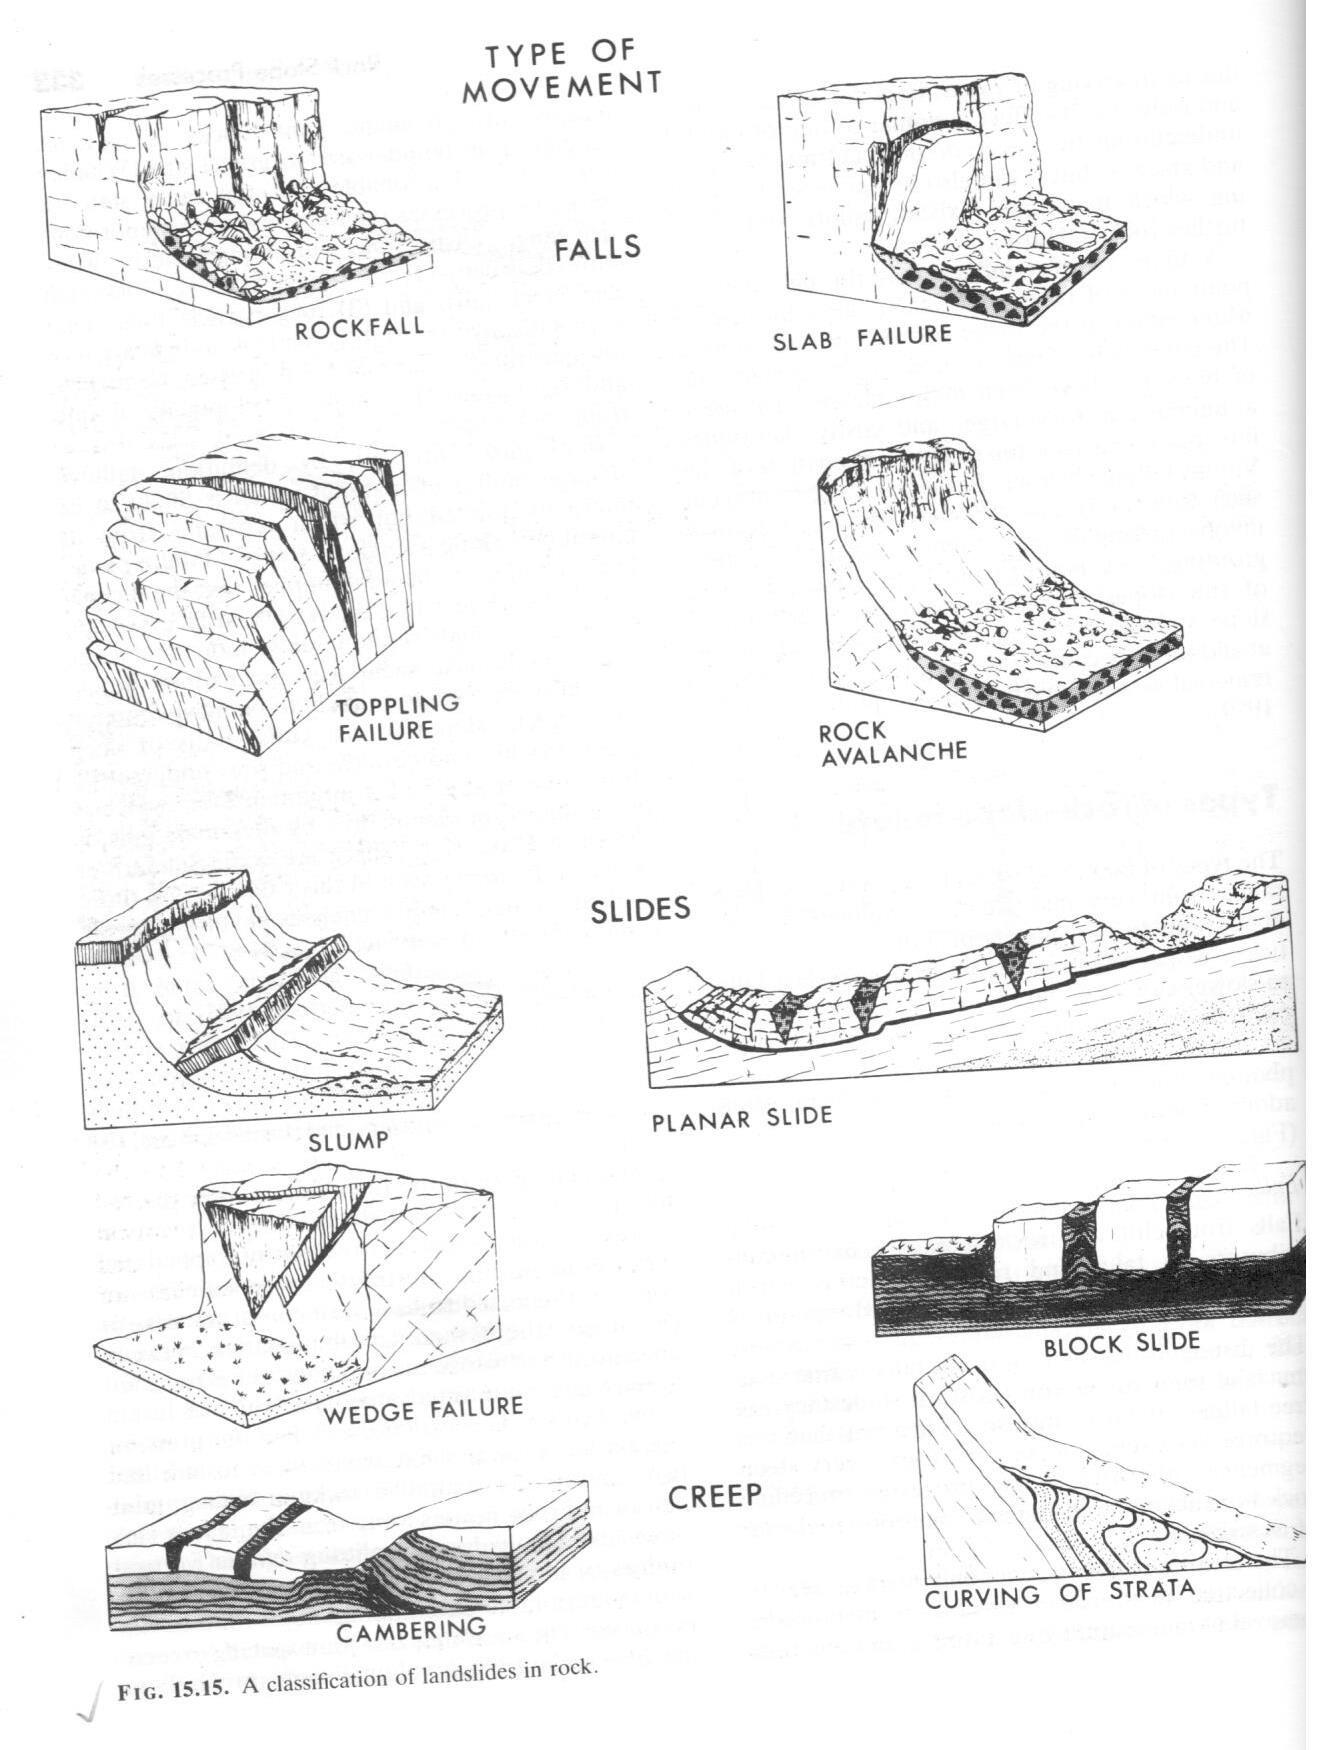 TYPE OF
MOVEMENT
FALLS
ROCKFALL
SLAB FAILURE
TOPPLING
FAILURE
ROCK
AVALANCHE
SLIDES
SLUMP
PLANAR SLIDE
WEDGE FAILURE
BLOCK SLIDE
CREEP
CAMBERING
CURVING OF STRATA
FIG. 15.15. A classification of landslides in rock.